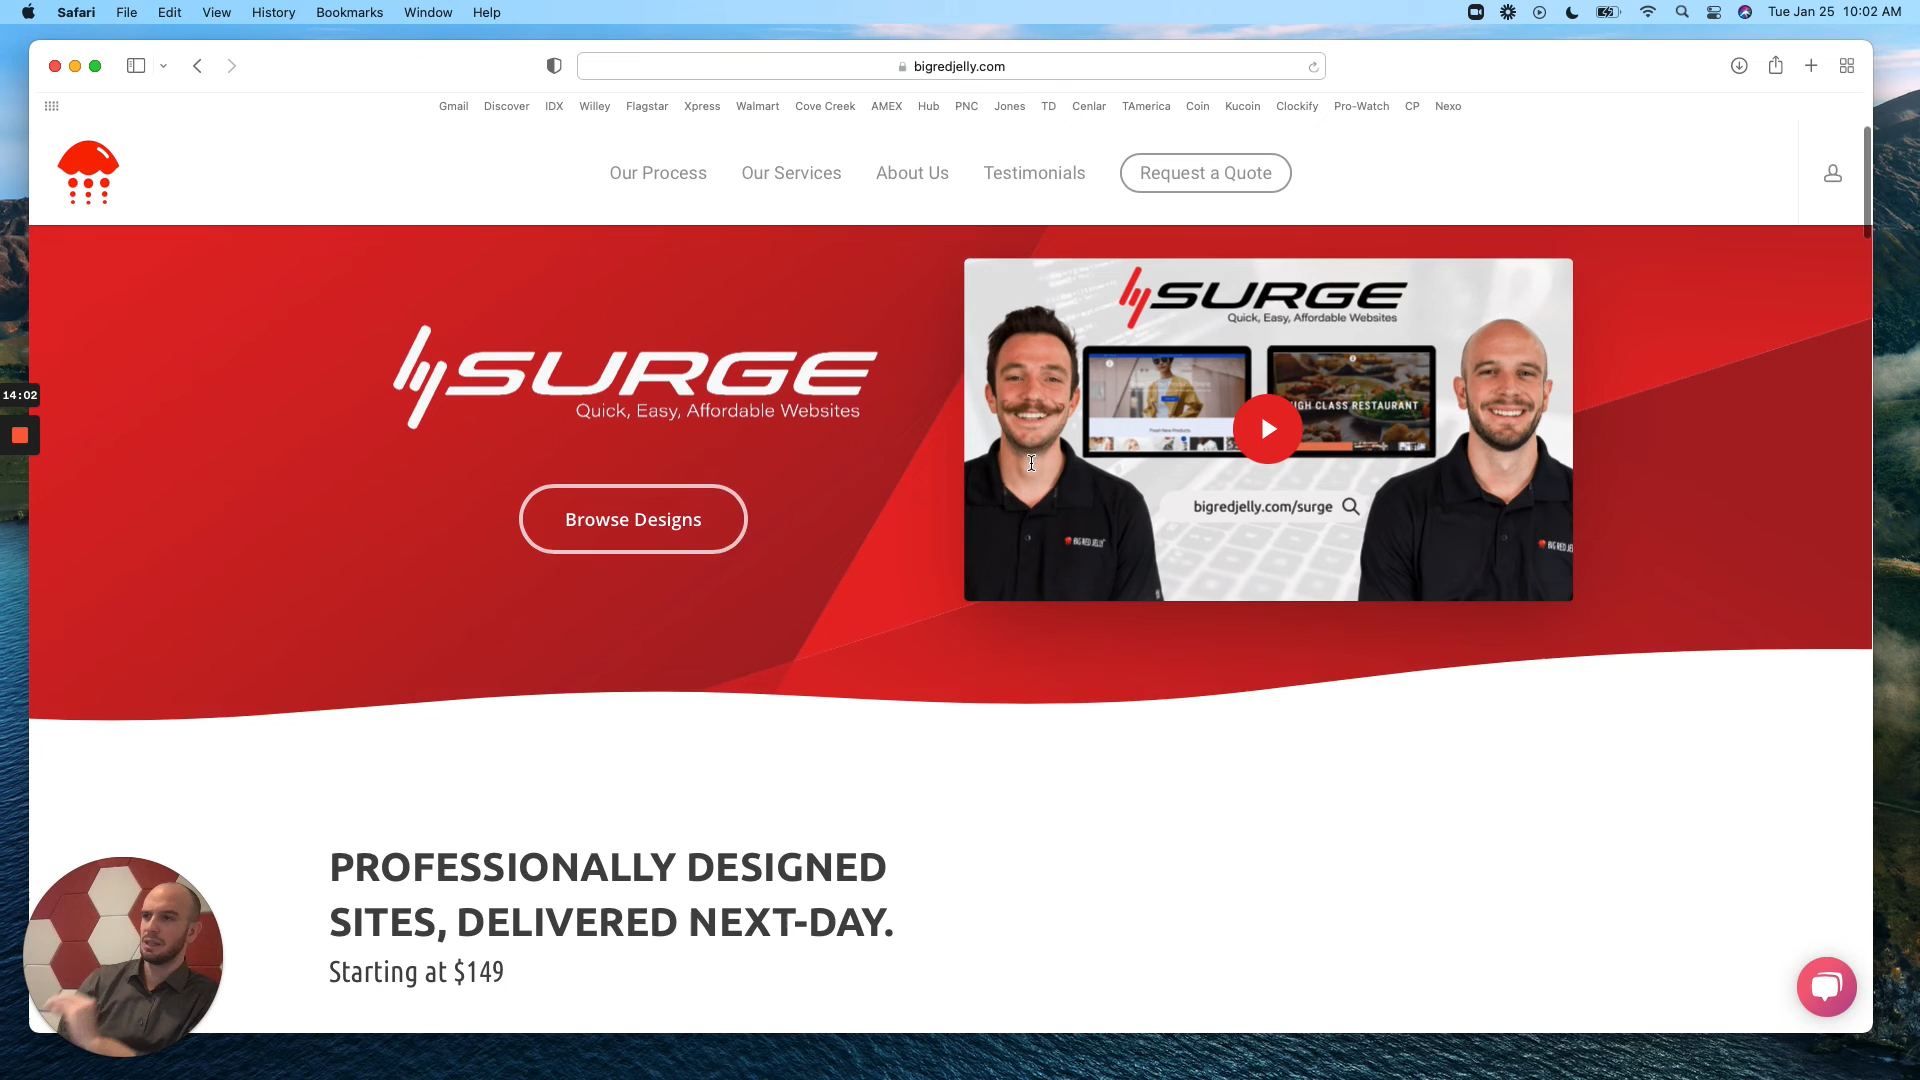 Safari File Edit View History Bookmarks Window Help
Tue Jan 25 10:02 AM
bigredjelly.com
Gmail Discover IDX Willey Flagstar Xpress Walmart Cove Creek AMEX Hub PNC Jones TD Cenlar TAmerica Coin Kucoin Clockify Pro-Watch CP Nexo
Our Process Our Services About Us Testimonials Request a Quote
SURGE
Quick, Easy, Affordable Websites
Browse Designs
SURGE
Quick, Easy, Affordable Websites
HIGH CLASS RESTAURANT
bigredjelly.com/surge
BIG RED JELLY
14:02
PROFESSIONALLY DESIGNED
SITES, DELIVERED NEXT-DAY.
Starting at $149